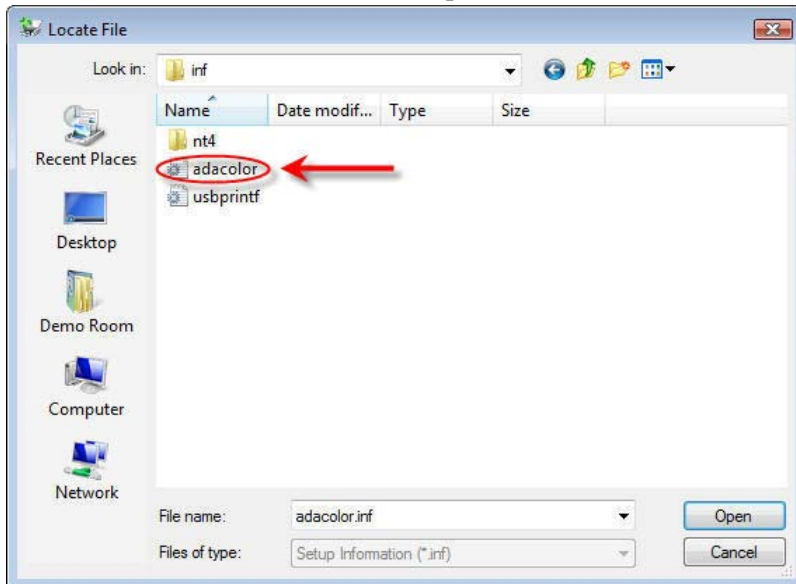 Locate File
Look in: inf
Name Date modif... Type Size
nt4
adacolor
usbprintf
Recent Places
Desktop
Demo Room
Computer
Network
File name: adacolor.inf Open
Files of type: Setup Information (*.inf) Cancel